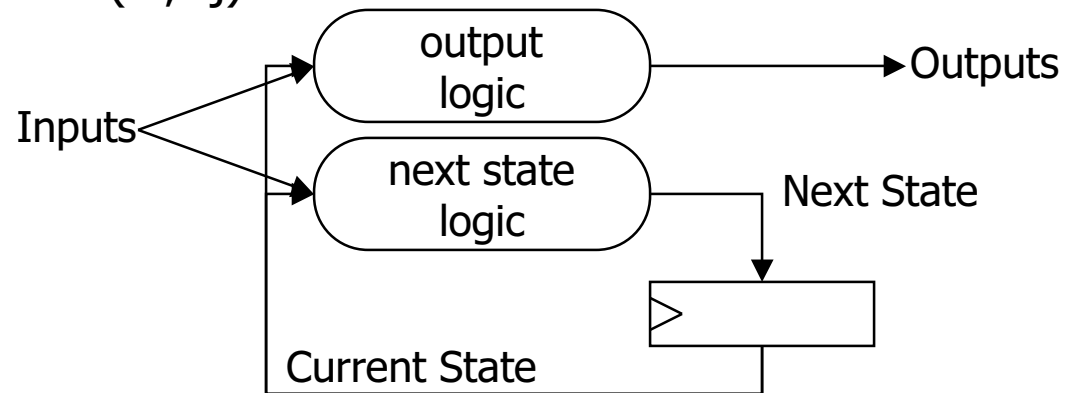 output
logic
Outputs
Inputs
next state
logic
Next State
Current State